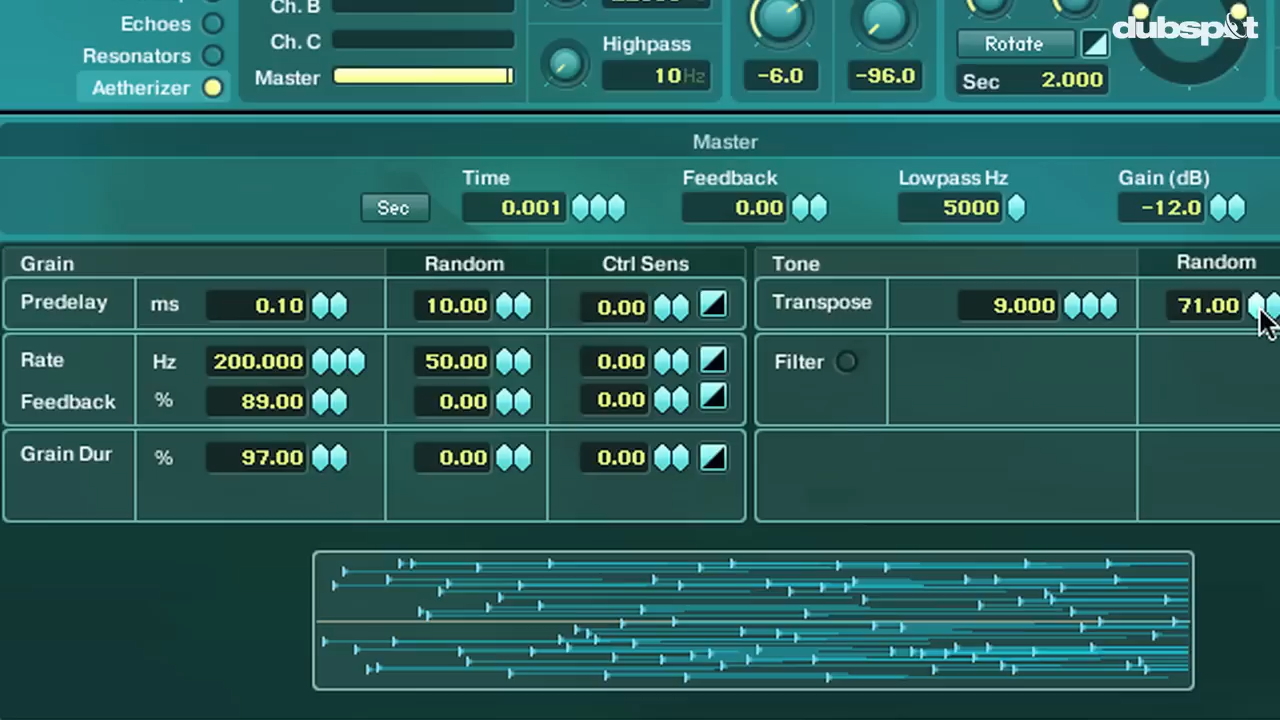 Echoes
Resonators
Aetherizer
Ch. B
Ch. C
Master
Highpass
10 Hz
-6.0
-96.0
Rotate
Sec 2.000
dubspot
Master
Sec
Time
0.001
Feedback
0.00
Lowpass Hz
5000
Gain (dB)
-12.0
Grain Random Ctrl Sens
Predelay ms 0.10 10.00 0.00
Rate Hz 200.000 50.00 0.00
Feedback % 89.00 0.00 0.00
Grain Dur % 97.00 0.00 0.00
Tone Random
Transpose 9.000 71.00
Filter